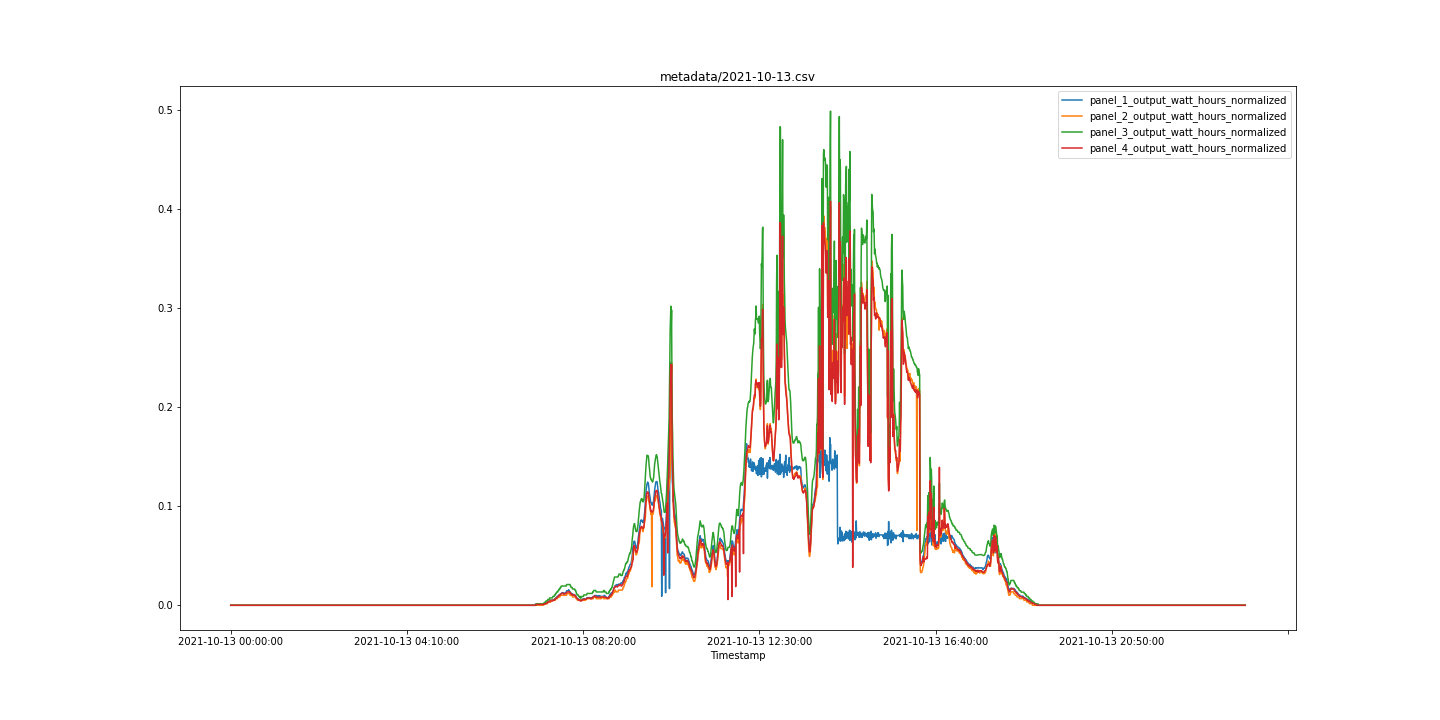 metadata/2021-10-13.csv
panel_1_output_watt_hours_normalized
panel_2_output_watt_hours_normalized
panel_3_output_watt_hours_normalized
panel_4_output_watt_hours_normalized
0.5
0.4
0.3
0.2
0.1
0.0
2021-10-13 00:00:00
2021-10-13 04:10:00
2021-10-13 08:20:00
2021-10-13 12:30:00
2021-10-13 16:40:00
2021-10-13 20:50:00
Timestamp